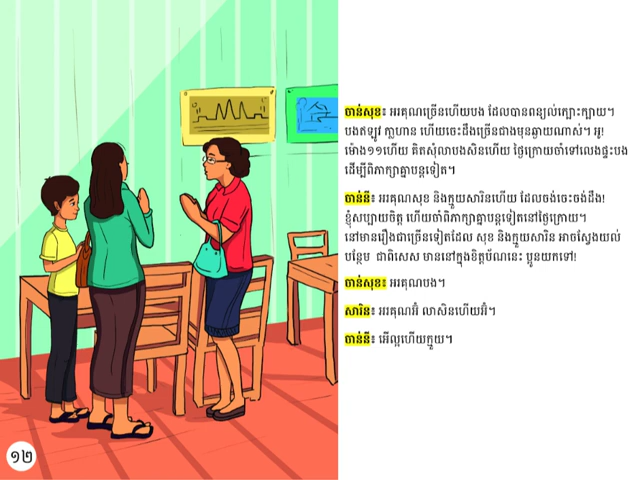 ចាន់សុខ៖ អរគុណច្រើនហើយបង ដែលបានពន្យល់ក្បោះក្បាយ។
បងឥឡូវ ក្លាហាន ហើយចេះដឹងច្រើនជាងមុនឆ្ងាយណាស់។ អូ!
ម៉ោង១១ហើយ គិតសុំលាបងសិនហើយ ថ្ងៃក្រោយចាំទៅលេងផ្ទះបង
ដើម្បីពិភាក្សាគ្នាបន្តទៀត។
ចាន់នី៖ អរគុណសុខ និងក្មួយសារិនហើយ ដែលចង់ចេះចង់ដឹង!
ខ្ញុំសប្បាយចិត្ត ហើយចាំពិភាក្សាគ្នាបន្តទៀតនៅថ្ងៃក្រោយ។
នៅមានរឿងជាច្រើនទៀតដែល សុខ និងក្មួយសារិន អាចស្វែងយល់
បន្ថែម ជាពិសេស មាននៅក្នុងខិត្តប័ណនេះ ប្អូនយកទៅ!
ចាន់សុខ៖ អរគុណបង។
សារិន៖ អរគុណអ៊ំ លាសិនហើយអ៊ំ។
ចាន់នី៖ អើល្អហើយក្មួយ។
១២